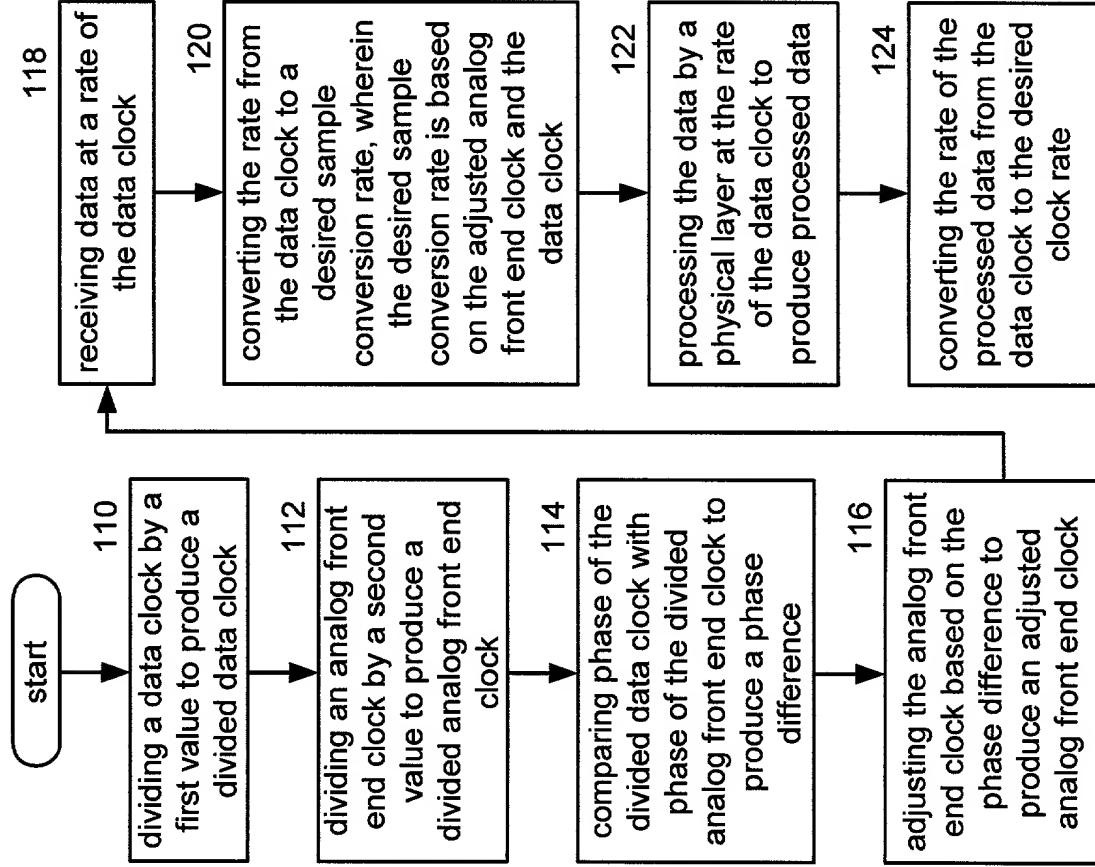 start
110
dividing a data clock by a
first value to produce a
divided data clock
112
dividing an analog front
end clock by a second
value to produce a
divided analog front end
clock
114
comparing phase of the
divided data clock with
phase of the divided
analog front end clock to
produce a phase
difference
116
adjusting the analog front
end clock based on the
phase difference to
produce an adjusted
analog front end clock
118
receiving data at a rate of
the data clock
120
converting the rate from
the data clock to a
desired sample
conversion rate, wherein
the desired sample
conversion rate is based
on the adjusted analog
front end clock and the
data clock
122
processing the data by a
physical layer at the rate
of the data clock to
produce processed data
124
converting the rate of the
processed data from the
data clock to the desired
clock rate